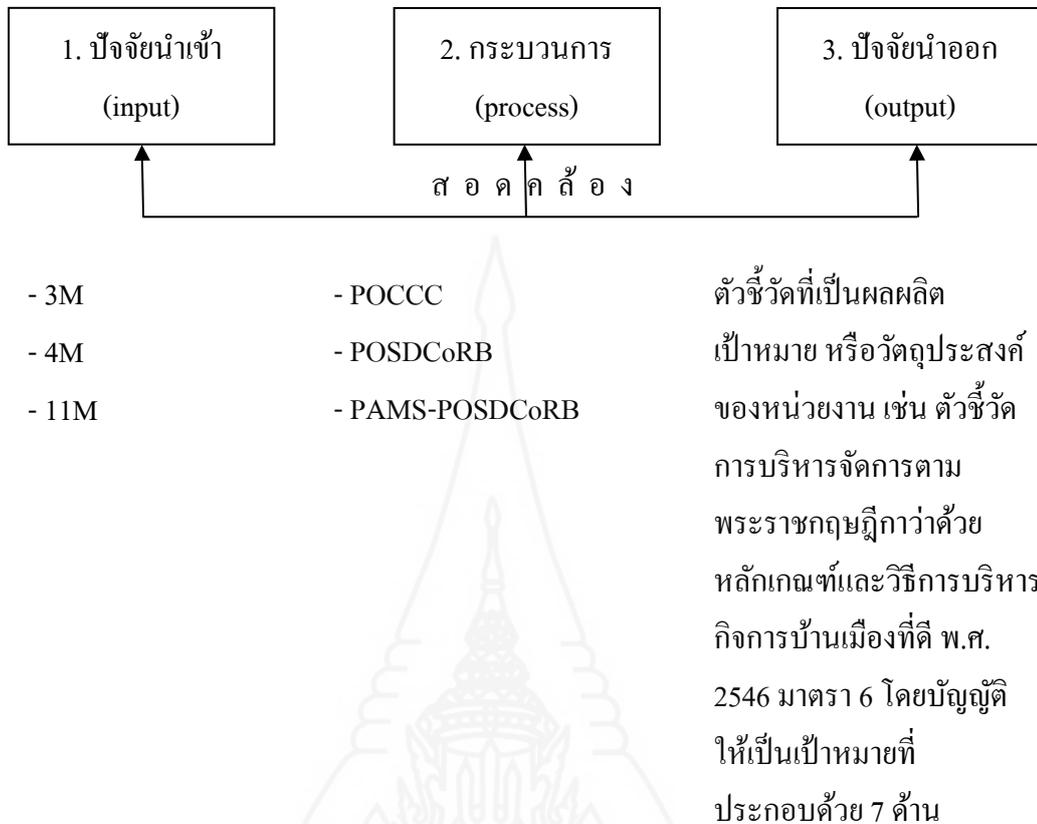 1. ปัจจัยนำเข้า
(input)
2. กระบวนการ
(process)
3. ปัจจัยนำออก
(output)
ส อ ด ค ล้ อ ง
- 3M
- 4M
- 11M
- POCCC
- POSDCoRB
- PAMS-POSDCoRB
ตัวชี้วัดที่เป็นผลผลิต
เป้าหมาย หรือวัตถุประสงค์
ของหน่วยงาน เช่น ตัวชี้วัด
การบริหารจัดการตาม
พระราชกฤษฎีกาว่าด้วย
หลักเกณฑ์และวิธีการบริหาร
กิจการบ้านเมืองที่ดี พ.ศ.
2546 มาตรา 6 โดยบัญญัติ
ให้เป็นเป้าหมายที่
ประกอบด้วย 7 ด้าน